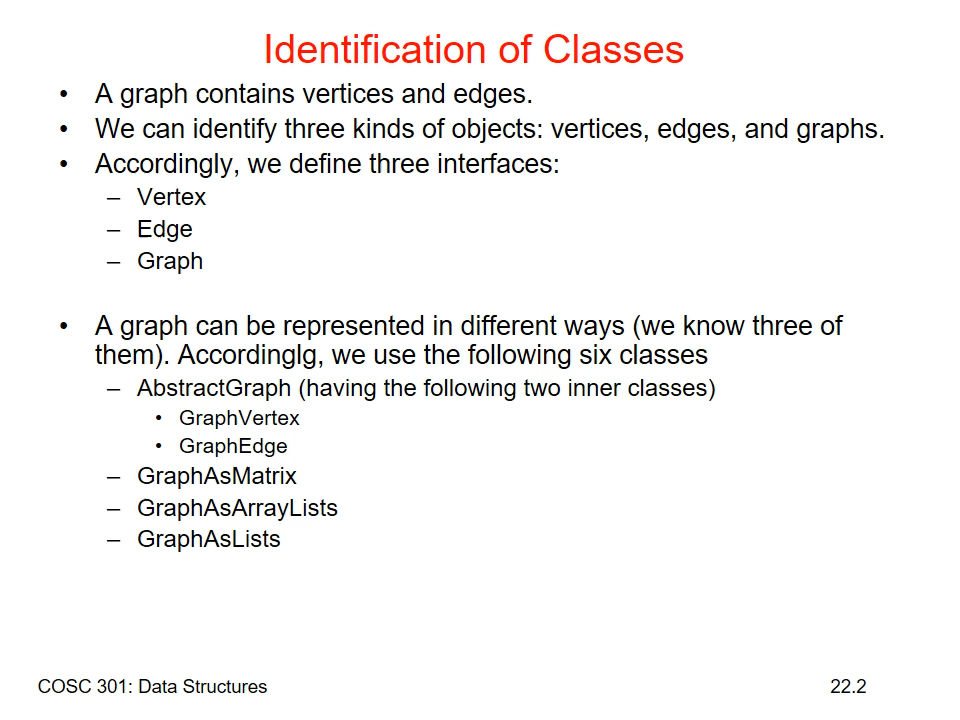 Identification of Classes
• A graph contains vertices and edges.
• We can identify three kinds of objects: vertices, edges, and graphs.
• Accordingly, we define three interfaces:
– Vertex
– Edge
– Graph
• A graph can be represented in different ways (we know three of
them). Accordinglg, we use the following six classes
– AbstractGraph (having the following two inner classes)
• GraphVertex
• GraphEdge
– GraphAsMatrix
– GraphAsArrayLists
– GraphAsLists
COSC 301: Data Structures
22.2